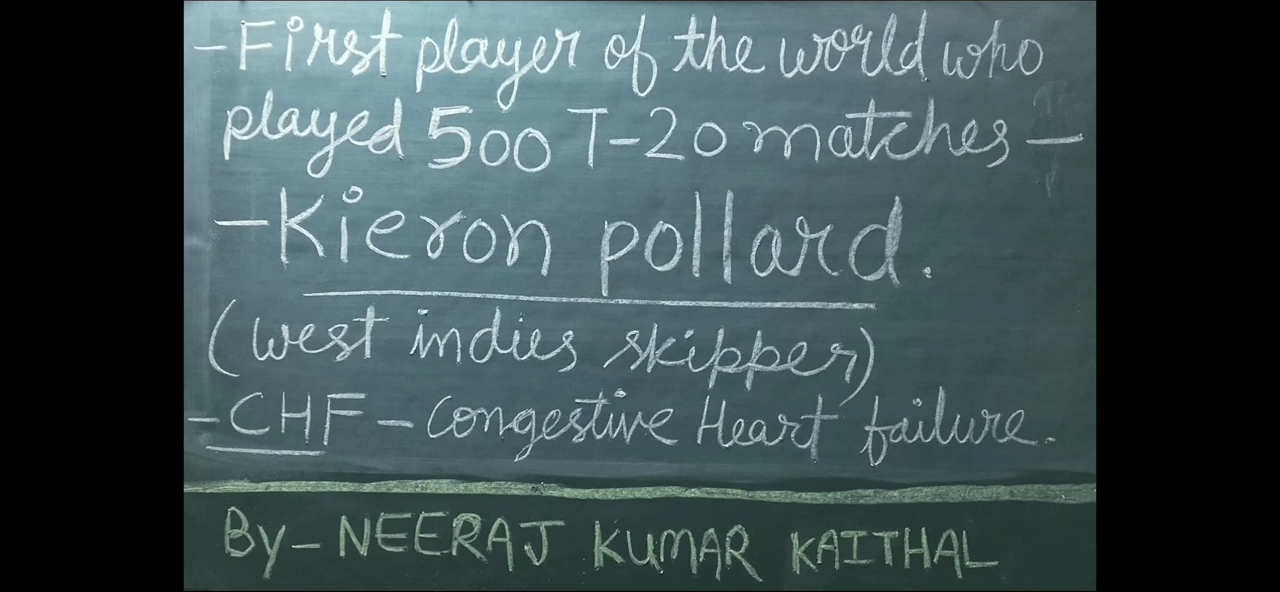 - First player of the world who
played 500 T-20 matches -
- Kieron pollard.
(west indies skipper)
- CHF - Congestive Heart failure.
By - NEERAJ KUMAR KAITHAL